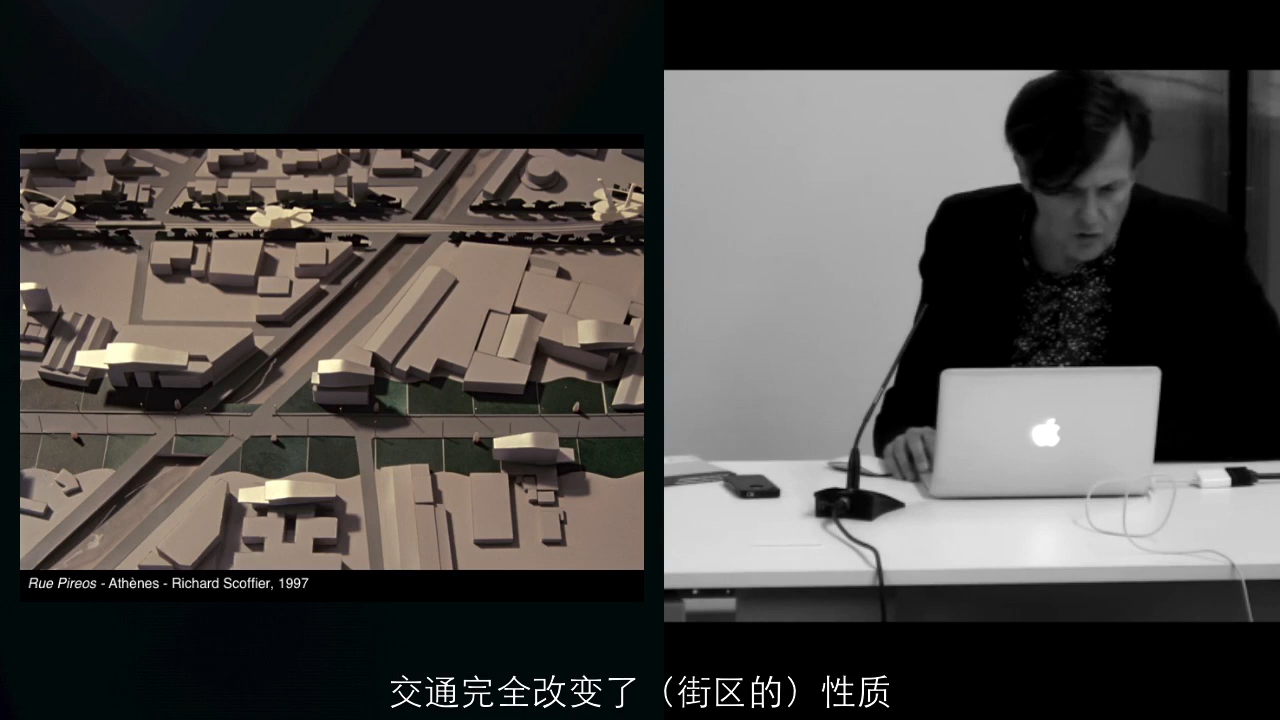 Rue Pireos - Athènes - Richard Scoffier, 1997
交通完全改变了（街区的）性质